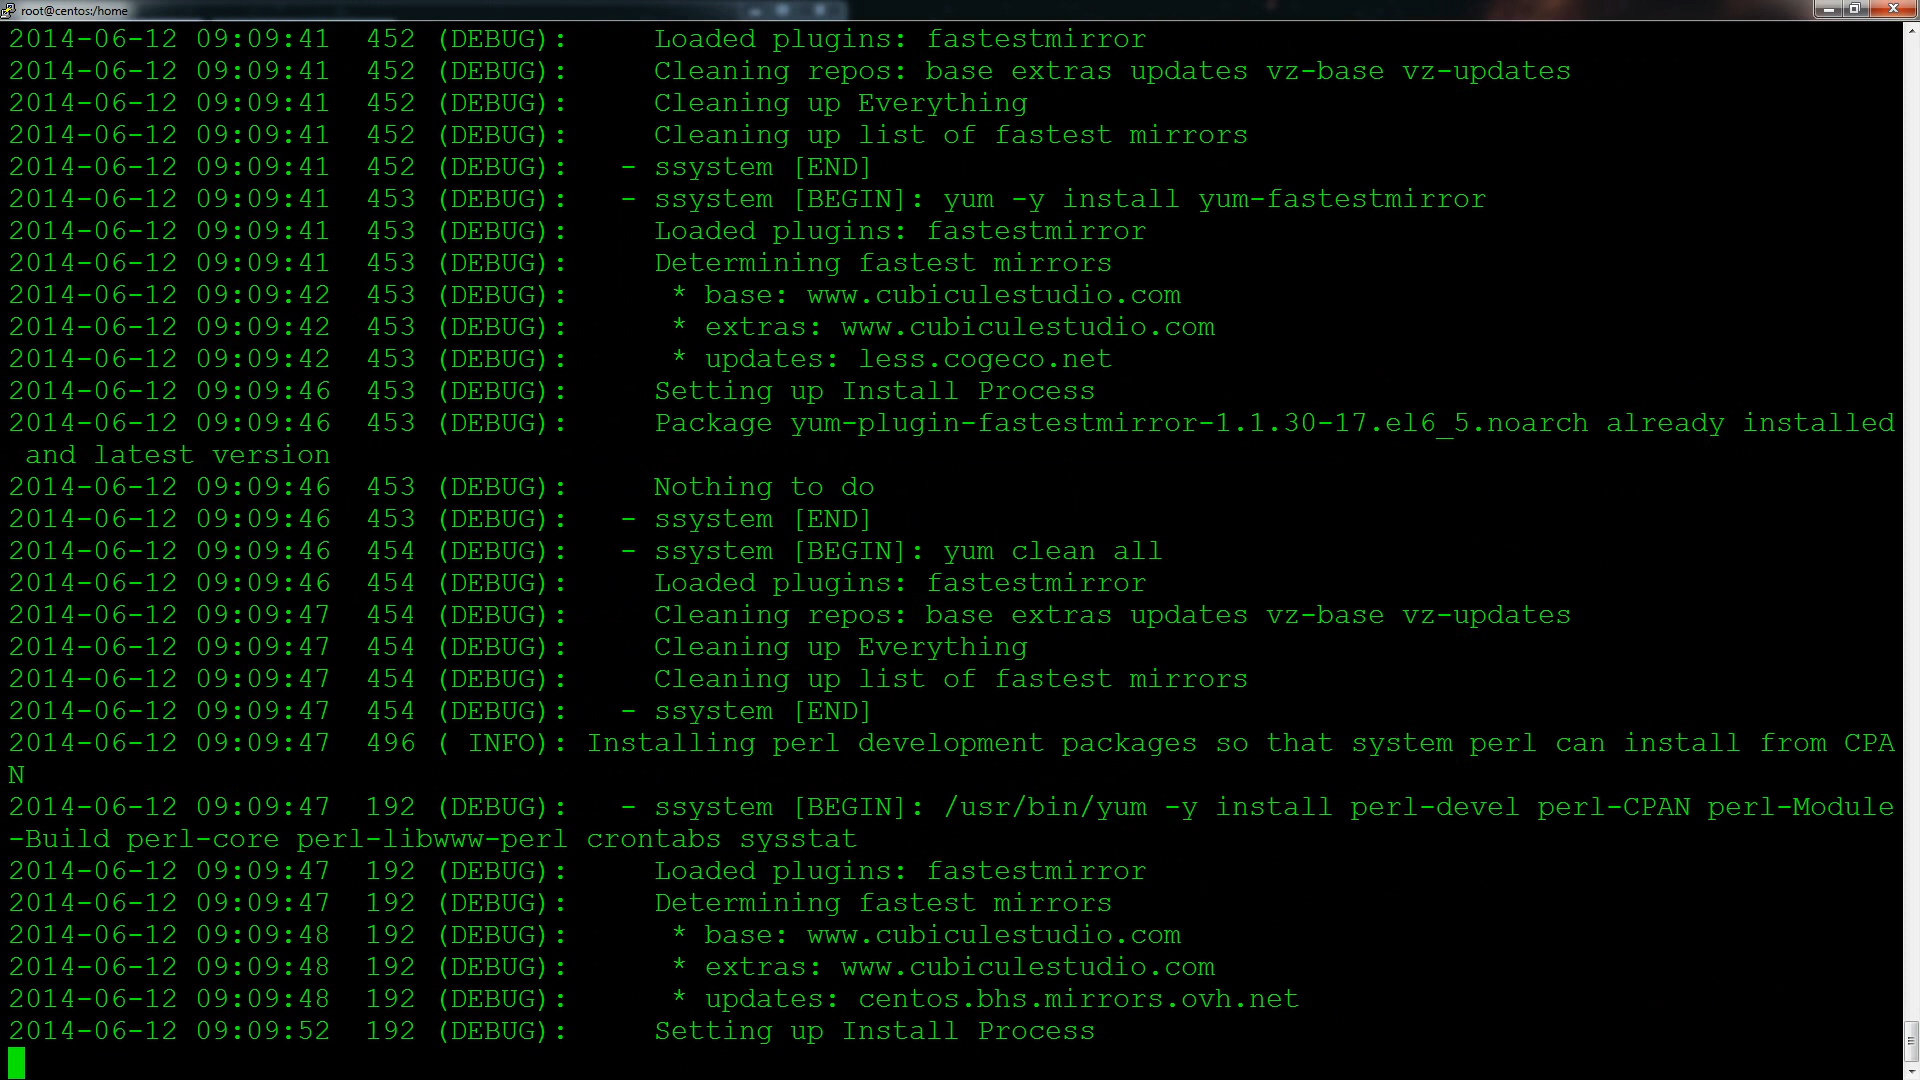 root@centos:/home
2014-06-12 09:09:41  452 (DEBUG):     Loaded plugins: fastestmirror
2014-06-12 09:09:41  452 (DEBUG):     Cleaning repos: base extras updates vz-base vz-updates
2014-06-12 09:09:41  452 (DEBUG):     Cleaning up Everything
2014-06-12 09:09:41  452 (DEBUG):     Cleaning up list of fastest mirrors
2014-06-12 09:09:41  452 (DEBUG):   - ssystem [END]
2014-06-12 09:09:41  453 (DEBUG):   - ssystem [BEGIN]: yum -y install yum-fastestmirror
2014-06-12 09:09:41  453 (DEBUG):     Loaded plugins: fastestmirror
2014-06-12 09:09:41  453 (DEBUG):     Determining fastest mirrors
2014-06-12 09:09:42  453 (DEBUG):      * base: www.cubiculestudio.com
2014-06-12 09:09:42  453 (DEBUG):      * extras: www.cubiculestudio.com
2014-06-12 09:09:42  453 (DEBUG):      * updates: less.cogeco.net
2014-06-12 09:09:46  453 (DEBUG):     Setting up Install Process
2014-06-12 09:09:46  453 (DEBUG):     Package yum-plugin-fastestmirror-1.1.30-17.el6_5.noarch already installed
 and latest version
2014-06-12 09:09:46  453 (DEBUG):     Nothing to do
2014-06-12 09:09:46  453 (DEBUG):   - ssystem [END]
2014-06-12 09:09:46  454 (DEBUG):   - ssystem [BEGIN]: yum clean all
2014-06-12 09:09:46  454 (DEBUG):     Loaded plugins: fastestmirror
2014-06-12 09:09:47  454 (DEBUG):     Cleaning repos: base extras updates vz-base vz-updates
2014-06-12 09:09:47  454 (DEBUG):     Cleaning up Everything
2014-06-12 09:09:47  454 (DEBUG):     Cleaning up list of fastest mirrors
2014-06-12 09:09:47  454 (DEBUG):   - ssystem [END]
2014-06-12 09:09:47  496 ( INFO): Installing perl development packages so that system perl can install from CPA
N
2014-06-12 09:09:47  192 (DEBUG):   - ssystem [BEGIN]: /usr/bin/yum -y install perl-devel perl-CPAN perl-Module
-Build perl-core perl-libwww-perl crontabs sysstat
2014-06-12 09:09:47  192 (DEBUG):     Loaded plugins: fastestmirror
2014-06-12 09:09:47  192 (DEBUG):     Determining fastest mirrors
2014-06-12 09:09:48  192 (DEBUG):      * base: www.cubiculestudio.com
2014-06-12 09:09:48  192 (DEBUG):      * extras: www.cubiculestudio.com
2014-06-12 09:09:48  192 (DEBUG):      * updates: centos.bhs.mirrors.ovh.net
2014-06-12 09:09:52  192 (DEBUG):     Setting up Install Process